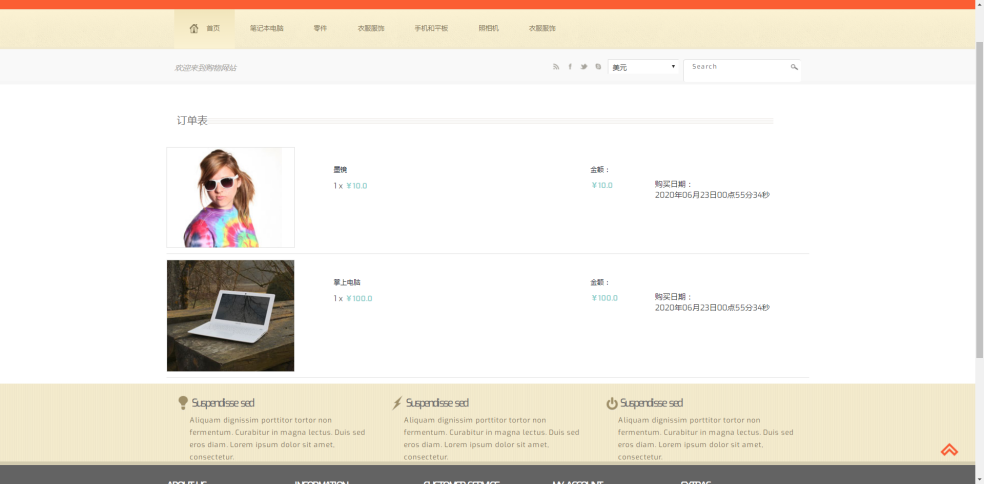 首页 笔记本电脑 零件 衣服服饰 手机和平板 照相机 衣服服饰
欢迎来到购物网站 美元 Search
订单表
墨镜 金额：
1 x ￥10.0 ￥10.0 购买日期：
2020年06月23日00点55分34秒
掌上电脑 金额：
1 x ￥100.0 ￥100.0 购买日期：
2020年06月23日00点55分34秒
Suspendisse sed Suspendisse sed Suspendisse sed
Aliquam dignissim porttitor tortor non Aliquam dignissim porttitor tortor non Aliquam dignissim porttitor tortor non
fermentum. Curabitur in magna lectus. Duis sed fermentum. Curabitur in magna lectus. Duis sed fermentum. Curabitur in magna lectus. Duis sed
eros diam. Lorem ipsum dolor sit amet, eros diam. Lorem ipsum dolor sit amet, eros diam. Lorem ipsum dolor sit amet,
consectetur. consectetur. consectetur.
ABOUT US INFORMATION CUSTOMER SERVICE MY ACCOUNT EXTRAS